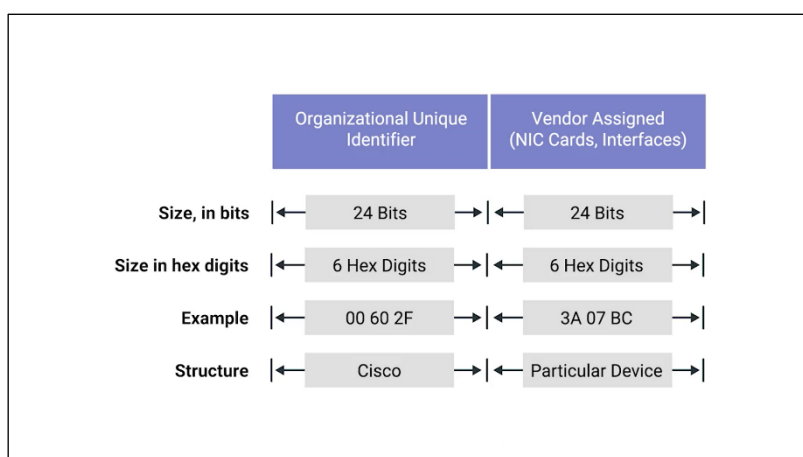 Organizational Unique
Identifier
Vendor Assigned
(NIC Cards, Interfaces)
Size, in bits 24 Bits 24 Bits
Size in hex digits 6 Hex Digits 6 Hex Digits
Example 00 60 2F 3A 07 BC
Structure Cisco Particular Device